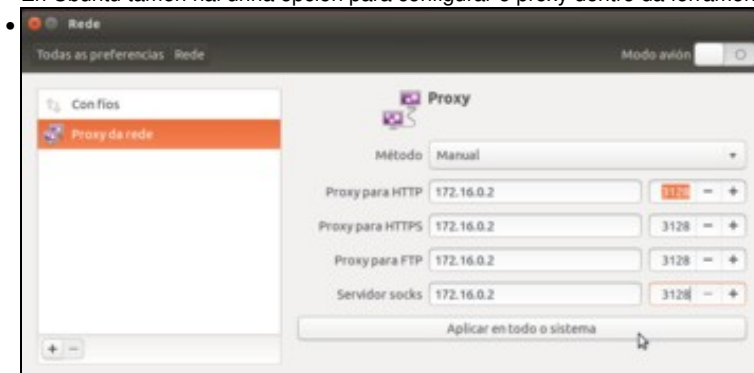 En Ubuntu tamén hai unha opción para configurar o proxy dentro da
Rede
Todas as preferencias Rede
Modo avión
Con fíos
Proxy da rede
Proxy
Método Manual
Proxy para HTTP 172.16.0.2 3128 - +
Proxy para HTTPS 172.16.0.2 3128 - +
Proxy para FTP 172.16.0.2 3128 - +
Servidor socks 172.16.0.2 3128 - +
Aplicar en todo o sistema
+ -